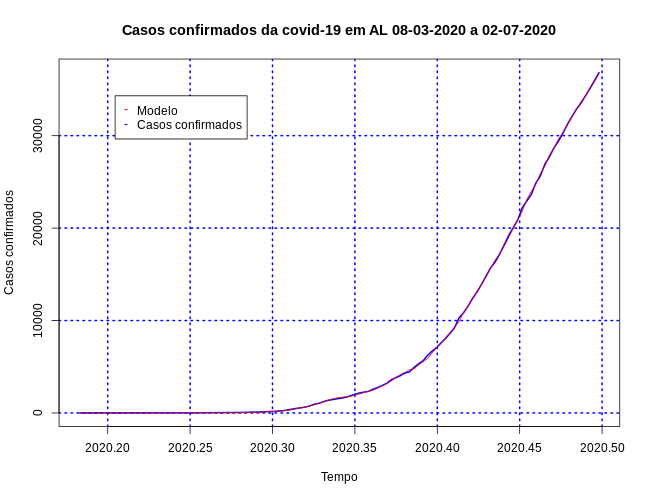 Casos confirmados da covid-19 em AL 08-03-2020 a 02-07-2020
Modelo
Casos confirmados
Casos confirmados
30000
20000
10000
0
2020.20 2020.25 2020.30 2020.35 2020.40 2020.45 2020.50
Tempo